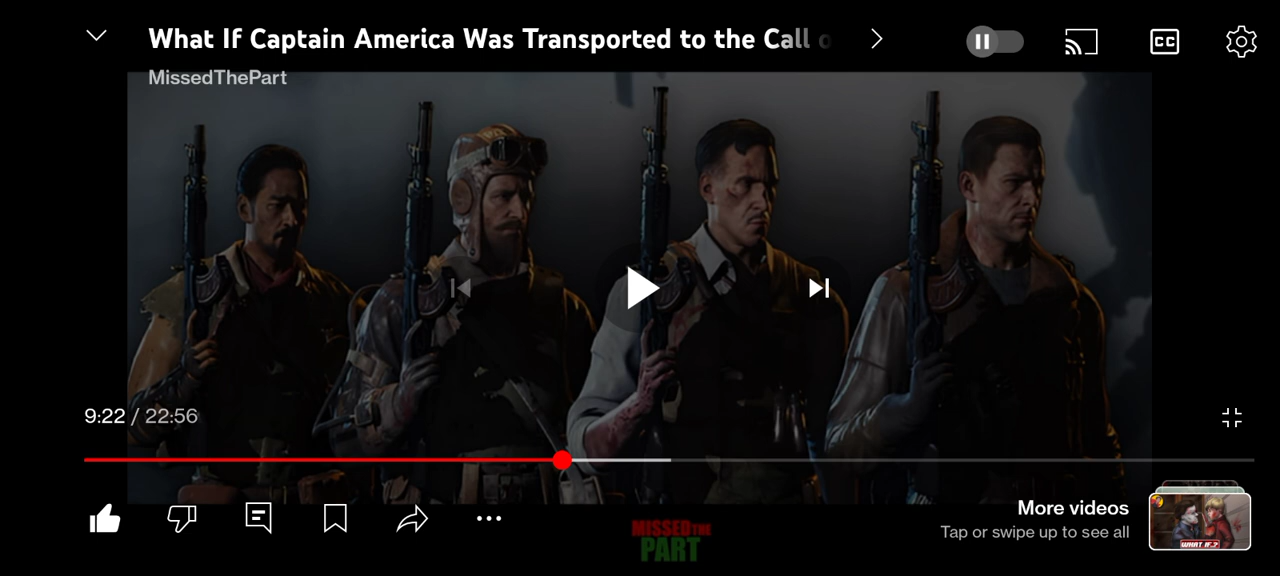 What If Captain America Was Transported to the Call o
MissedThePart
CC
9:22 / 22:56
More videos
Tap or swipe up to see all
WHAT IF..?
MISSED THE
PART